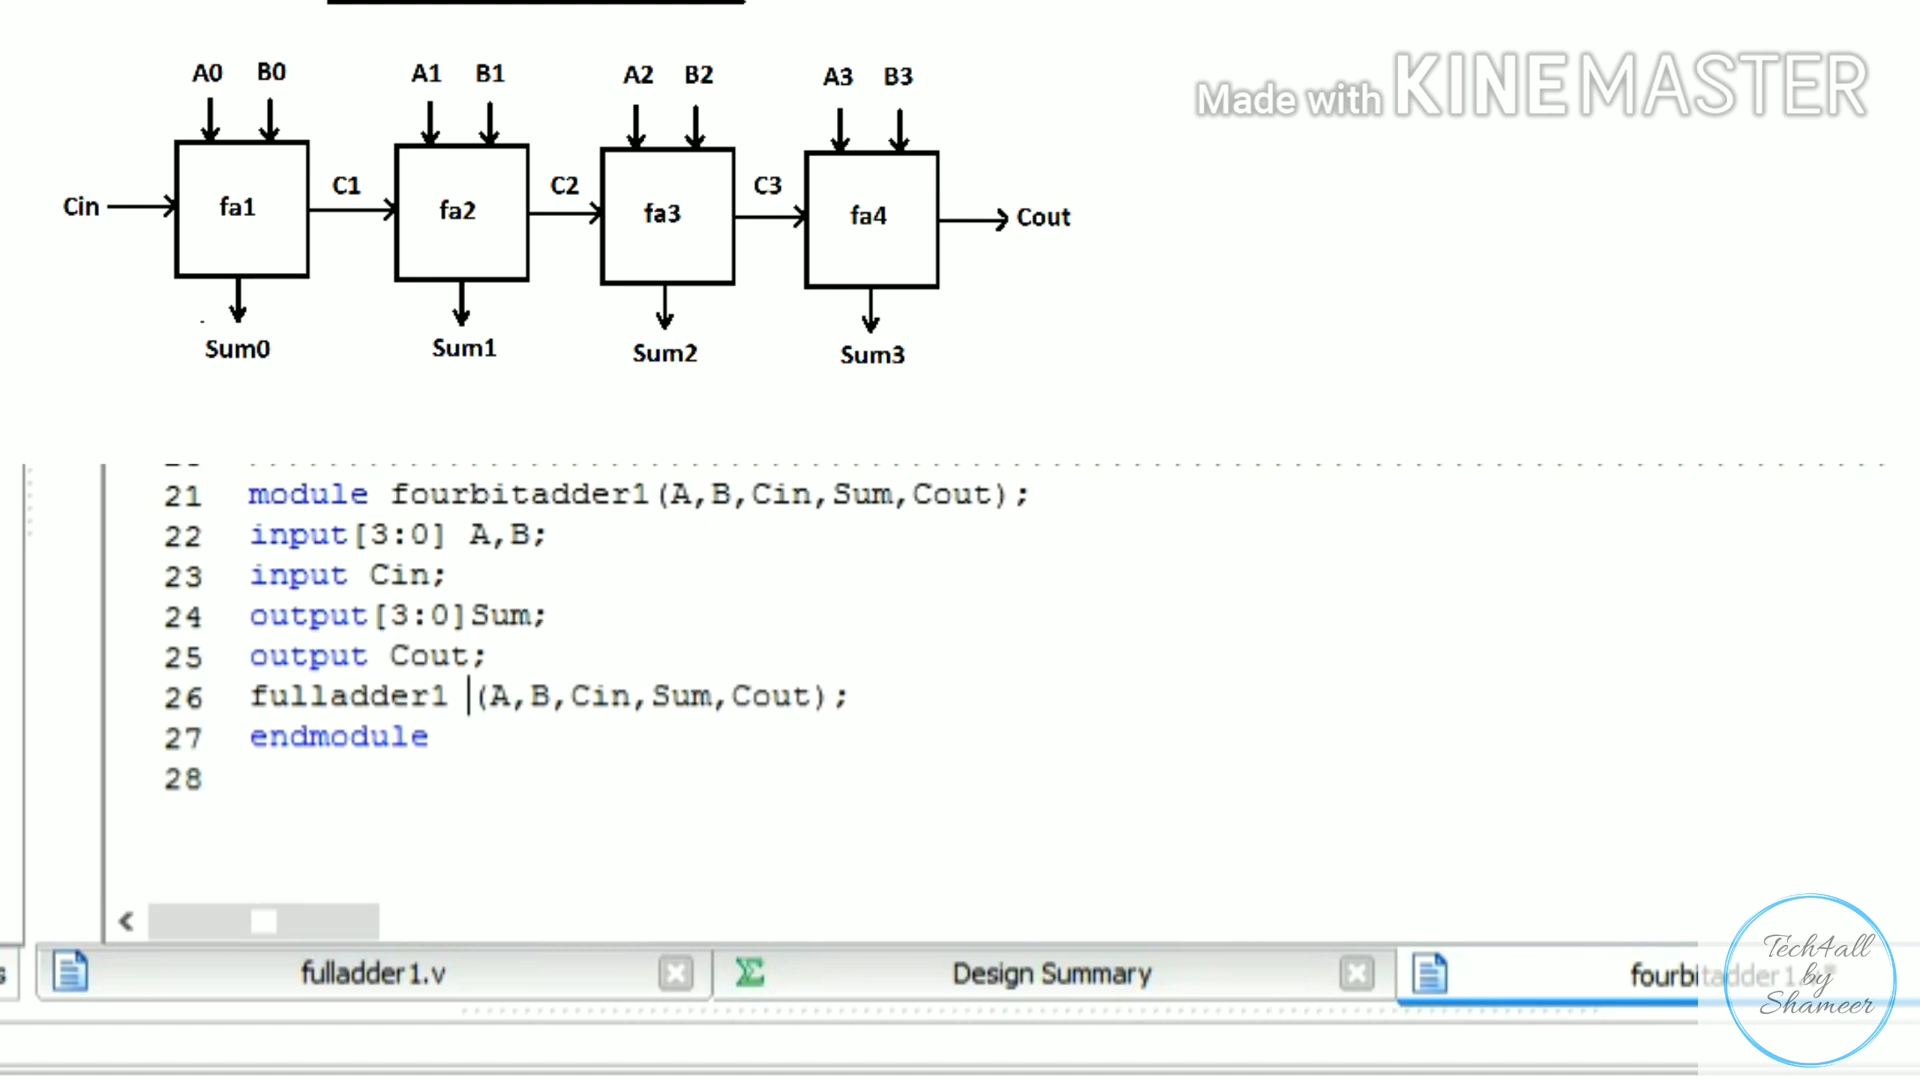 A0 B0 A1 B1 A2 B2 A3 B3
Made with KINEMASTER
Cin fa1 C1 fa2 C2 fa3 C3 fa4 Cout
Sum0 Sum1 Sum2 Sum3
21 module fourbitadder1(A,B,Cin,Sum,Cout);
22 input[3:0] A,B;
23 input Cin;
24 output[3:0]Sum;
25 output Cout;
26 fulladder1 (A,B,Cin,Sum,Cout);
27 endmodule
28
fulladder1.v Design Summary fourbitadder1
Tech4all
by
Shameer